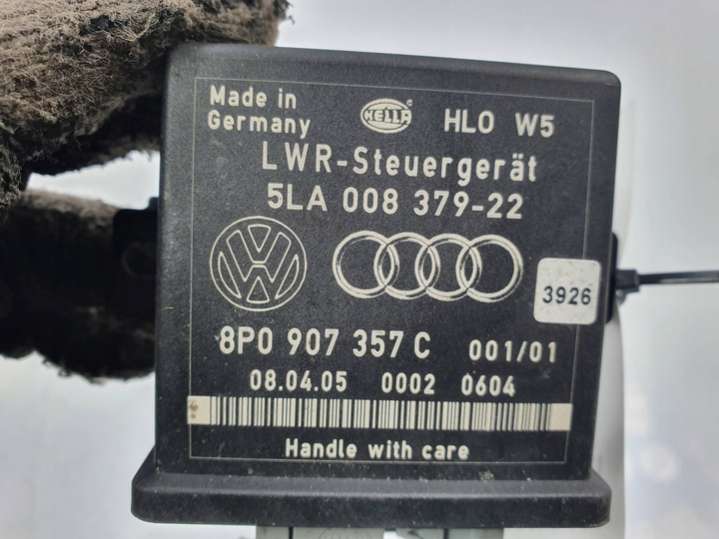 Made in
Germany
HELLA
®
HLO W5
LWR-Steuergerät
5LA 008 379-22
VW
3926
8P0 907 357 C 001/01
08.04.05 0002 0604
Handle with care